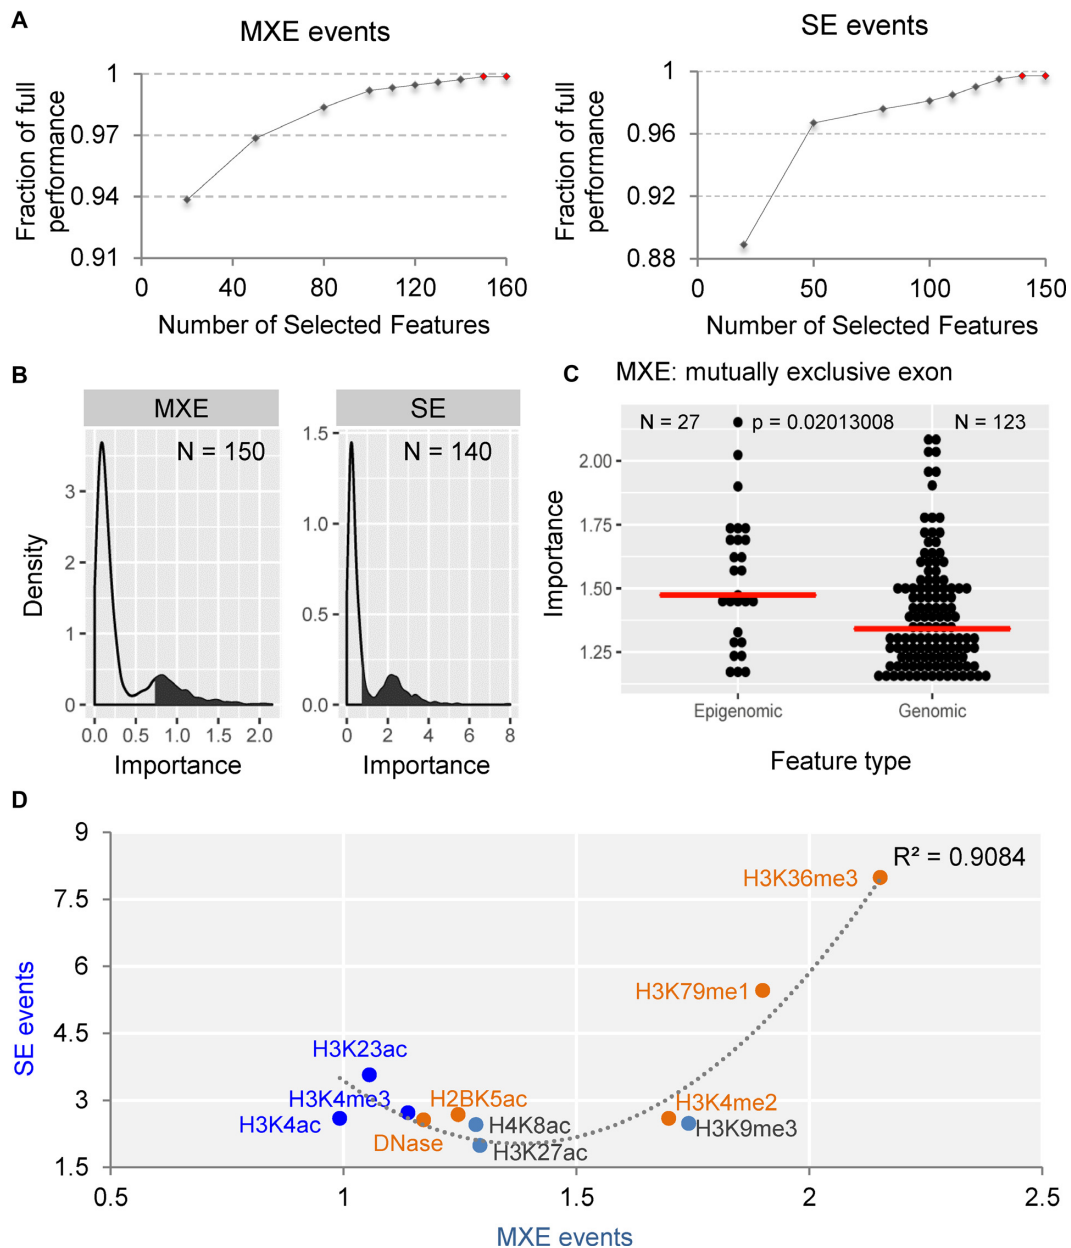 A
MXE events
Fraction of full
performance
1
0.97
0.94
0.91
0
40
80
120
160
Number of Selected Features
SE events
Fraction of full
performance
1
0.96
0.92
0.88
0
50
100
150
Number of Selected Features
B
MXE
N = 150
Density
3
2
1
0
0.0
0.5
1.0
1.5
2.0
Importance
SE
N = 140
1.5
1.0
0.5
0.0
0
2
4
6
8
Importance
C
MXE: mutually exclusive exon
N = 27
p = 0.02013008
N = 123
Importance
2.00
1.75
1.50
1.25
Epigenomic
Genomic
Feature type
D
SE events
9
7.5
6
4.5
3
1.5
R² = 0.9084
H3K36me3
H3K79me1
H3K23ac
H3K4me3
H2BK5ac
H3K4me2
H3K4ac
H4K8ac
H3K9me3
DNase
H3K27ac
0.5
1
1.5
2
2.5
MXE events